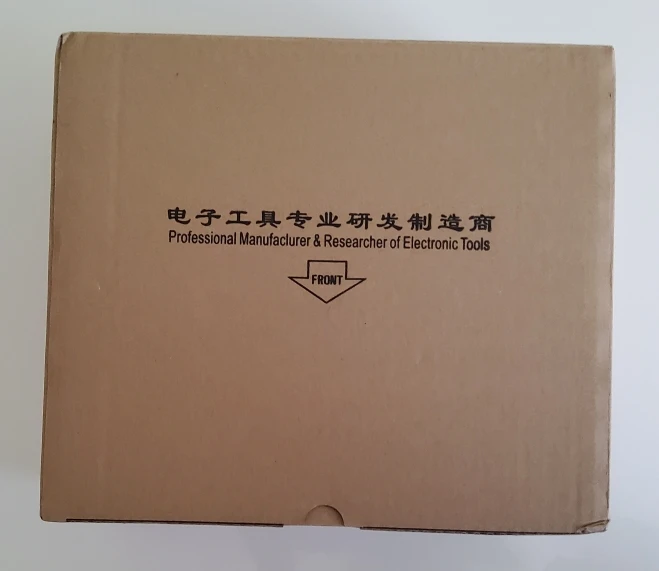 电子工具专业研发制造商
Professional Manufaclurer & Researcher of Electronic Tools
FRONT